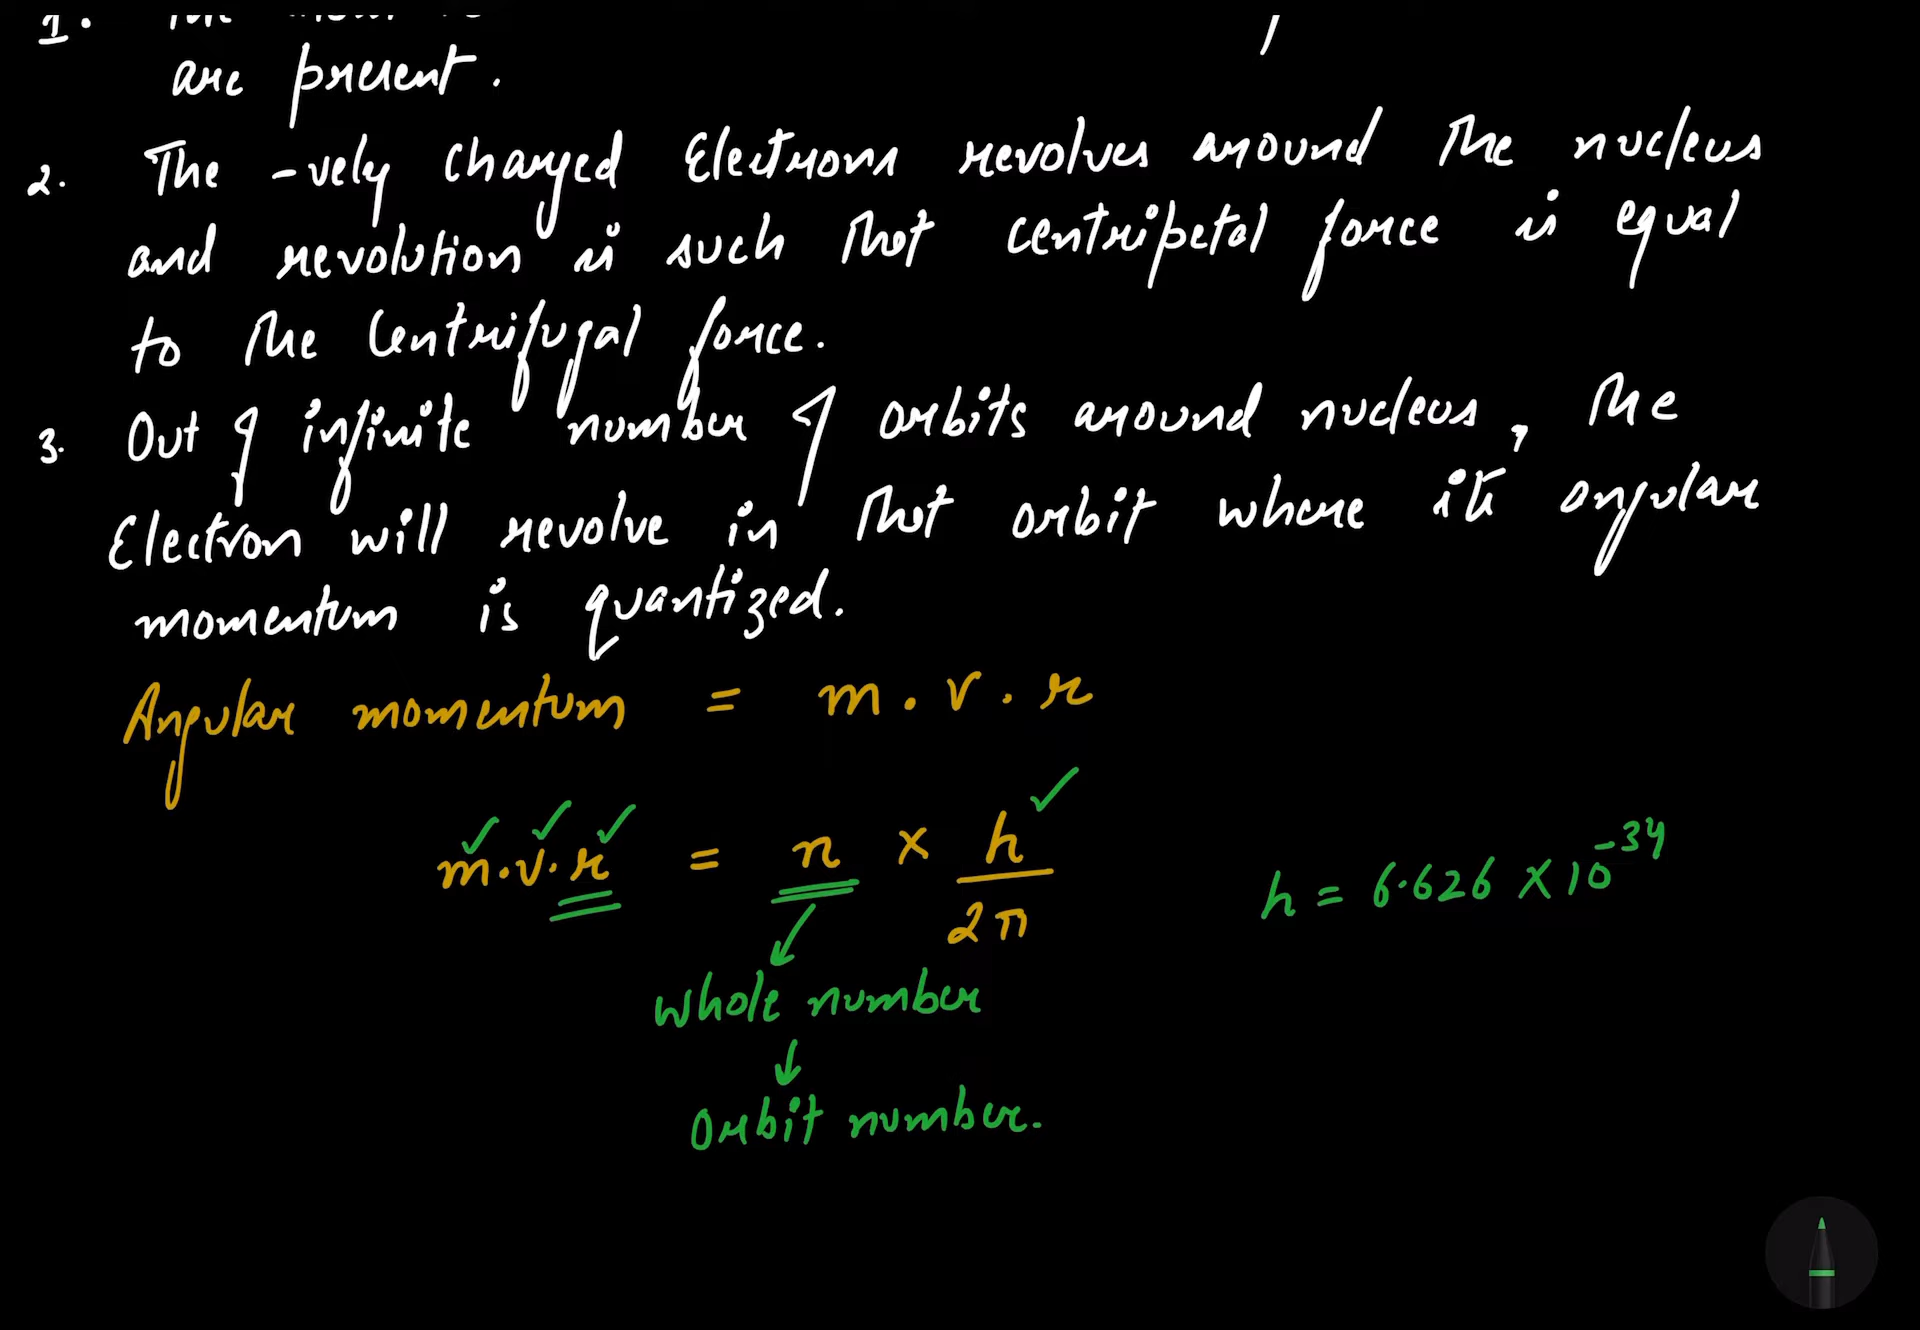 1.
are present.
2. The -vely charged Electrons revolves around the nucleus
and revolution is such that centripetal force is equal
to the Centrifugal force.
3. Out of infinite number of orbits around nucleus, the
Electron will revolve in that orbit where its angular
momentum is quantized.
Angular momentum = m.v.r
m.v.r = n × h/2π
h = 6.626 × 10⁻³⁴
Whole number
↓
Orbit number.